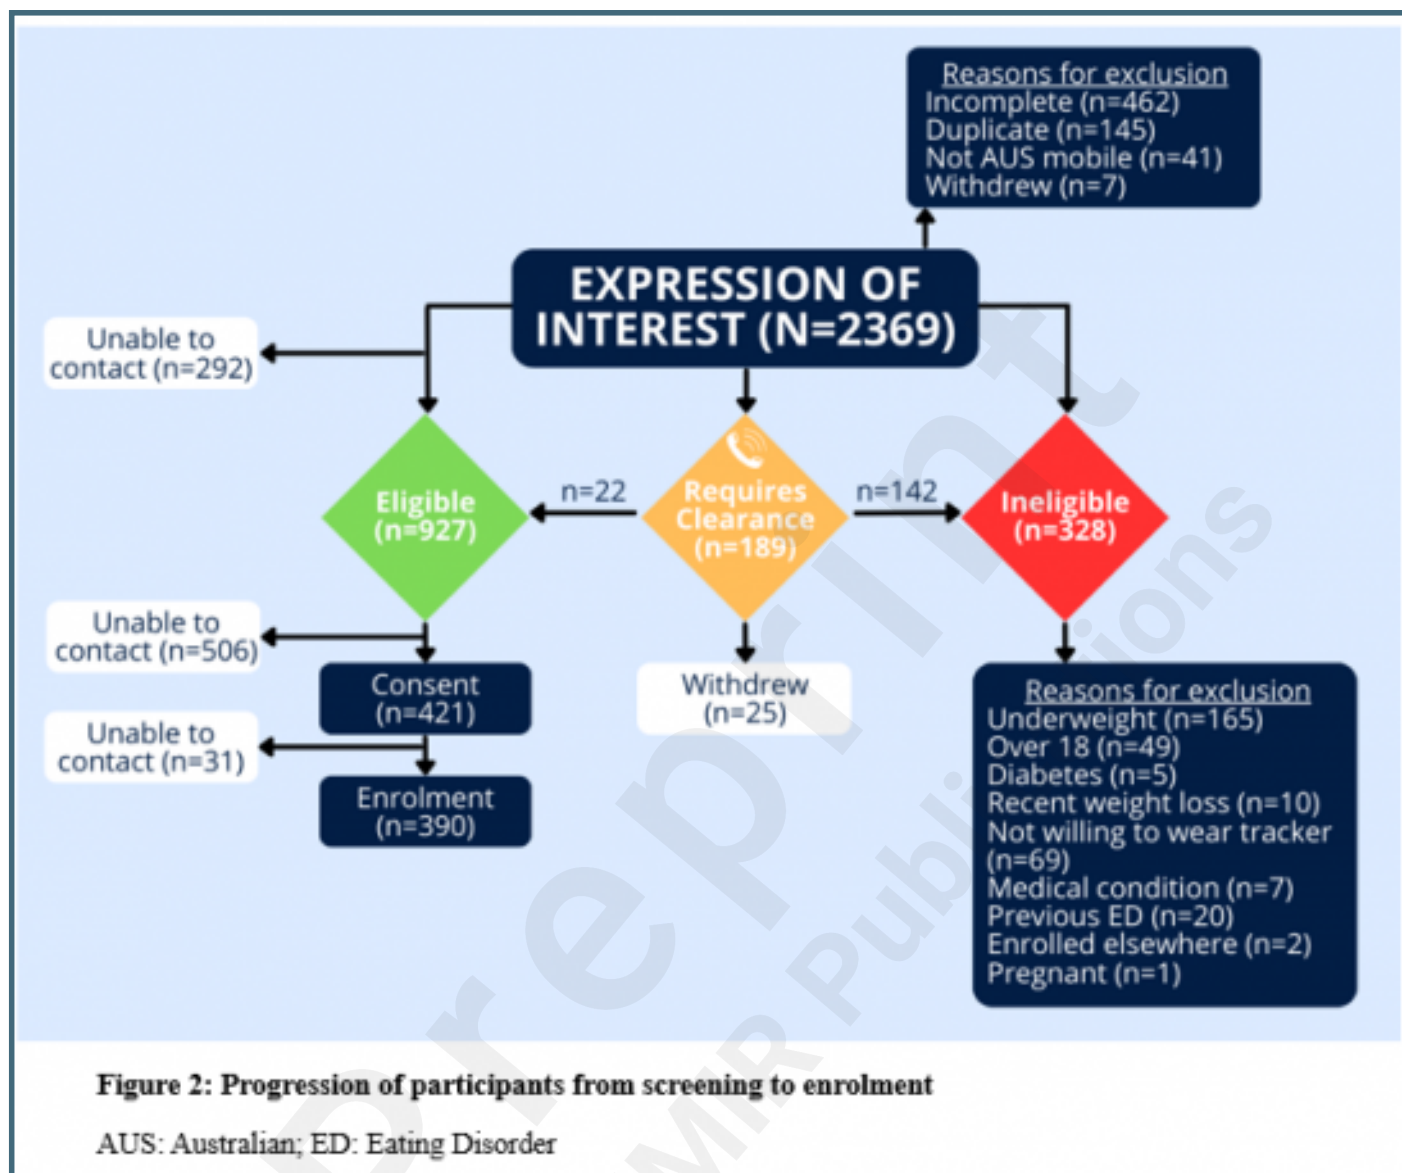 Reasons for exclusion
Incomplete (n=462)
Duplicate (n=145)
Not AUS mobile (n=41)
Withdrew (n=7)
EXPRESSION OF
INTEREST (N=2369)
Unable to
contact (n=292)
Eligible
(n=927)
n=22
Requires
Clearance
(n=189)
n=142
Ineligible
(n=328)
Unable to
contact (n=506)
Consent
(n=421)
Unable to
contact (n=31)
Enrolment
(n=390)
Withdrew
(n=25)
Reasons for exclusion
Underweight (n=165)
Over 18 (n=49)
Diabetes (n=5)
Recent weight loss (n=10)
Not willing to wear tracker
(n=69)
Medical condition (n=7)
Previous ED (n=20)
Enrolled elsewhere (n=2)
Pregnant (n=1)
Preprint
JMIR Publications
Figure 2: Progression of participants from screening to enrolment
AUS: Australian; ED: Eating Disorder